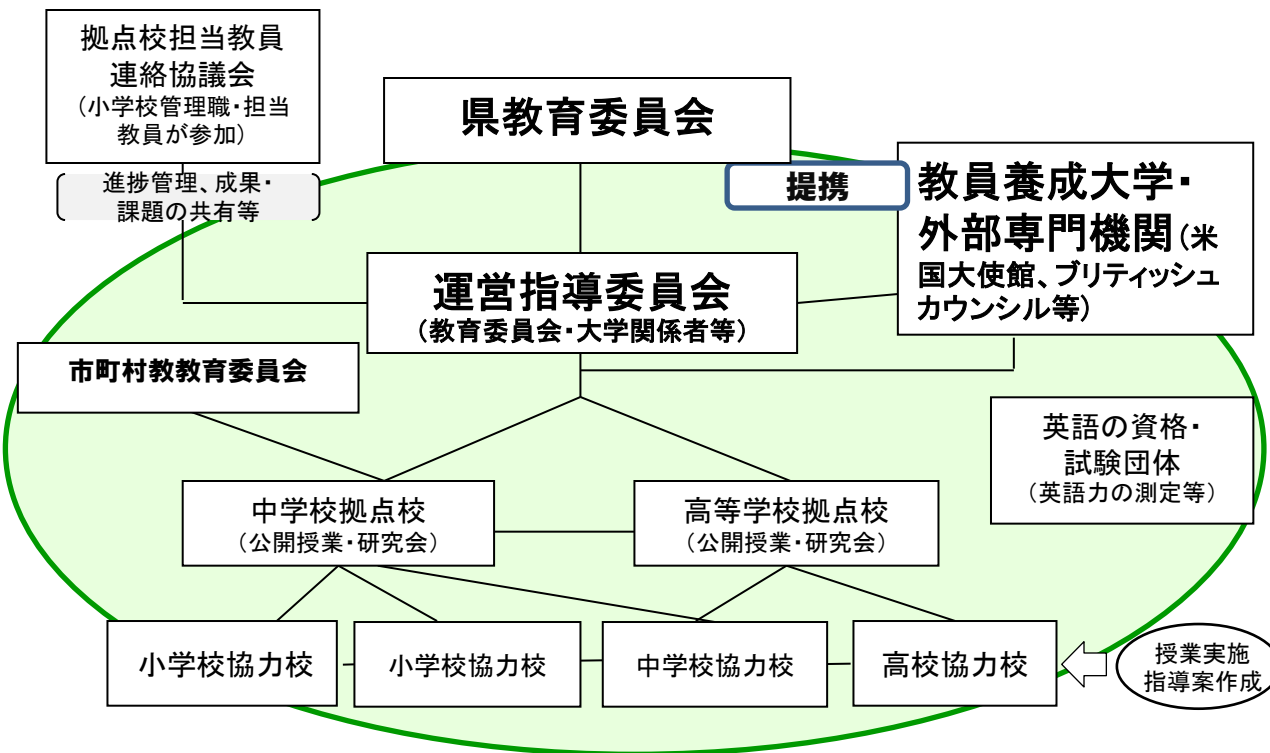 拠点校担当教員
連絡協議会
（小学校管理職・担当
教員が参加）
進捗管理、成果・
課題の共有等
県教育委員会
提携
教員養成大学・
外部専門機関（米
国大使館、ブリティッシュ
カウンシル等）
運営指導委員会
（教育委員会・大学関係者等）
市町村教教育委員会
英語の資格・
試験団体
（英語力の測定等）
中学校拠点校
（公開授業・研究会）
高等学校拠点校
（公開授業・研究会）
小学校協力校
小学校協力校
中学校協力校
高校協力校
授業実施
指導案作成